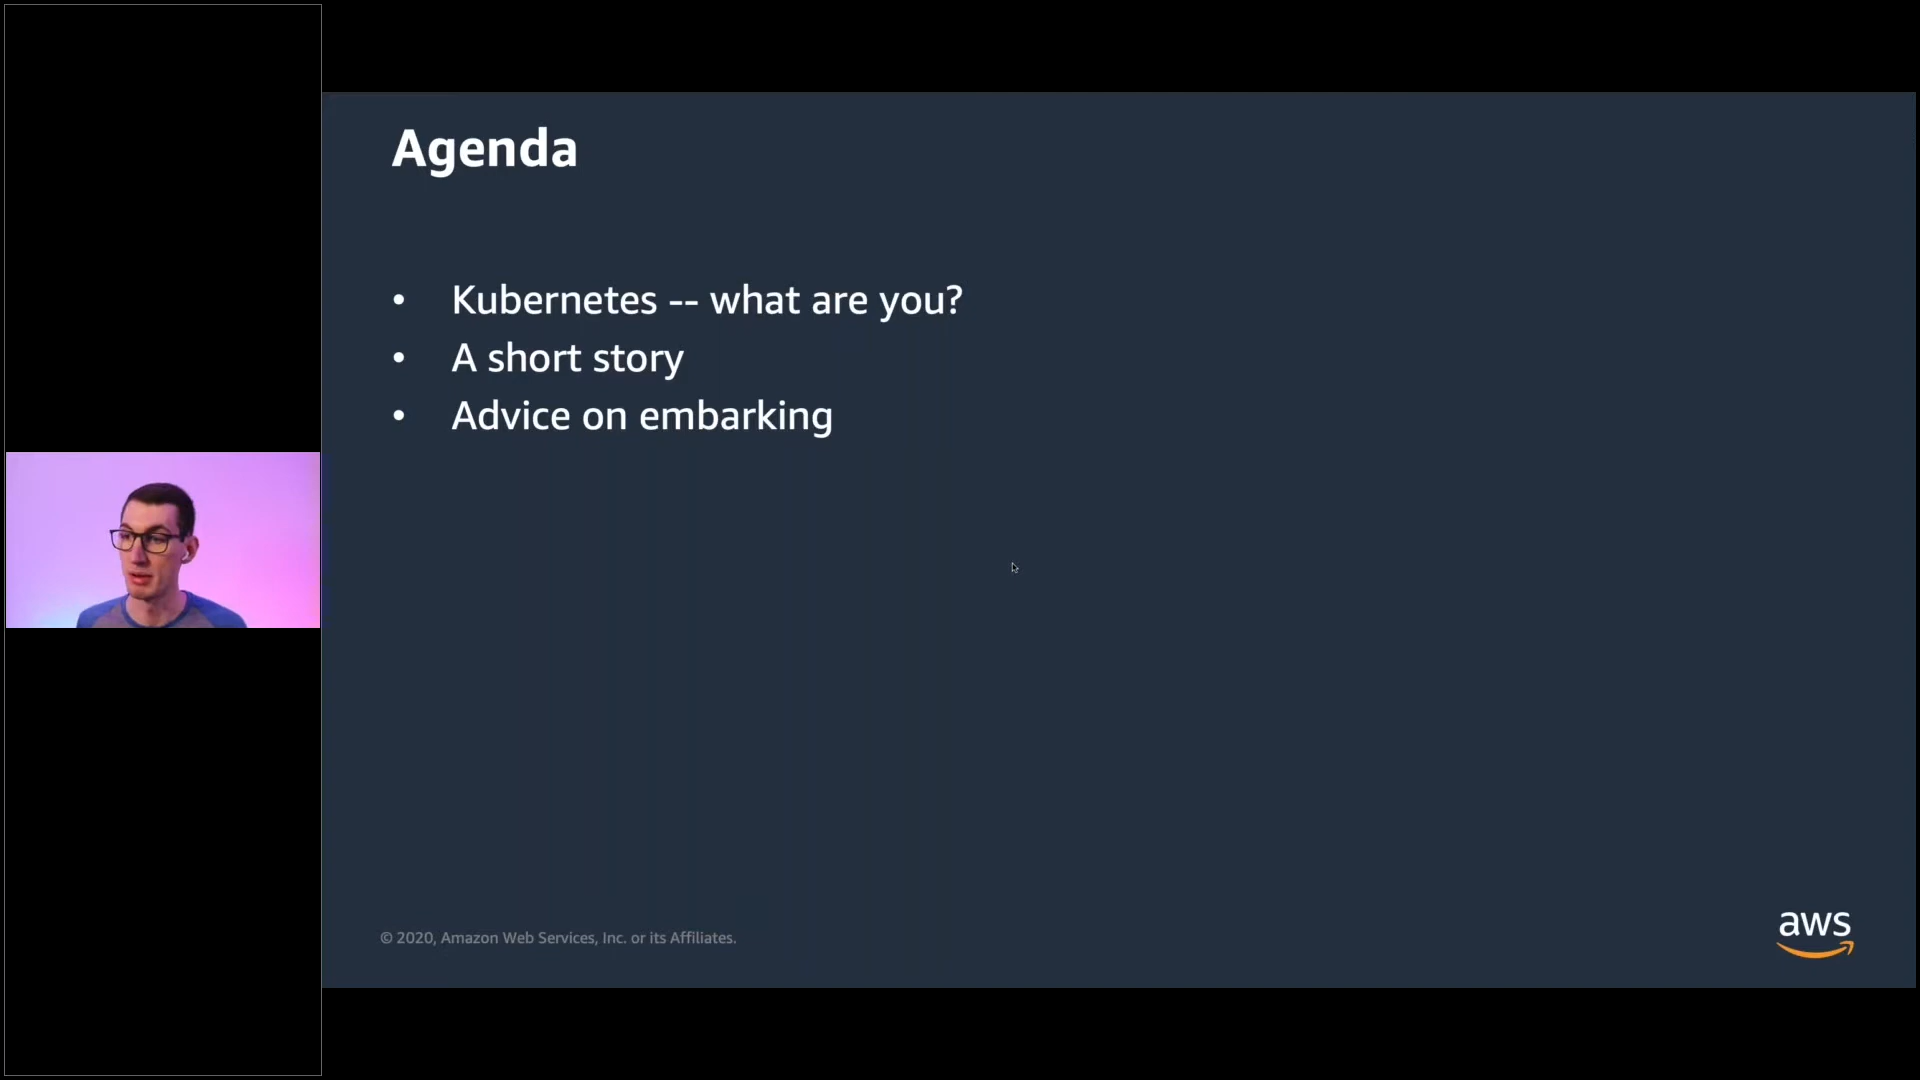 Agenda
• Kubernetes -- what are you?
• A short story
• Advice on embarking
© 2020, Amazon Web Services, Inc. or its Affiliates.
aws